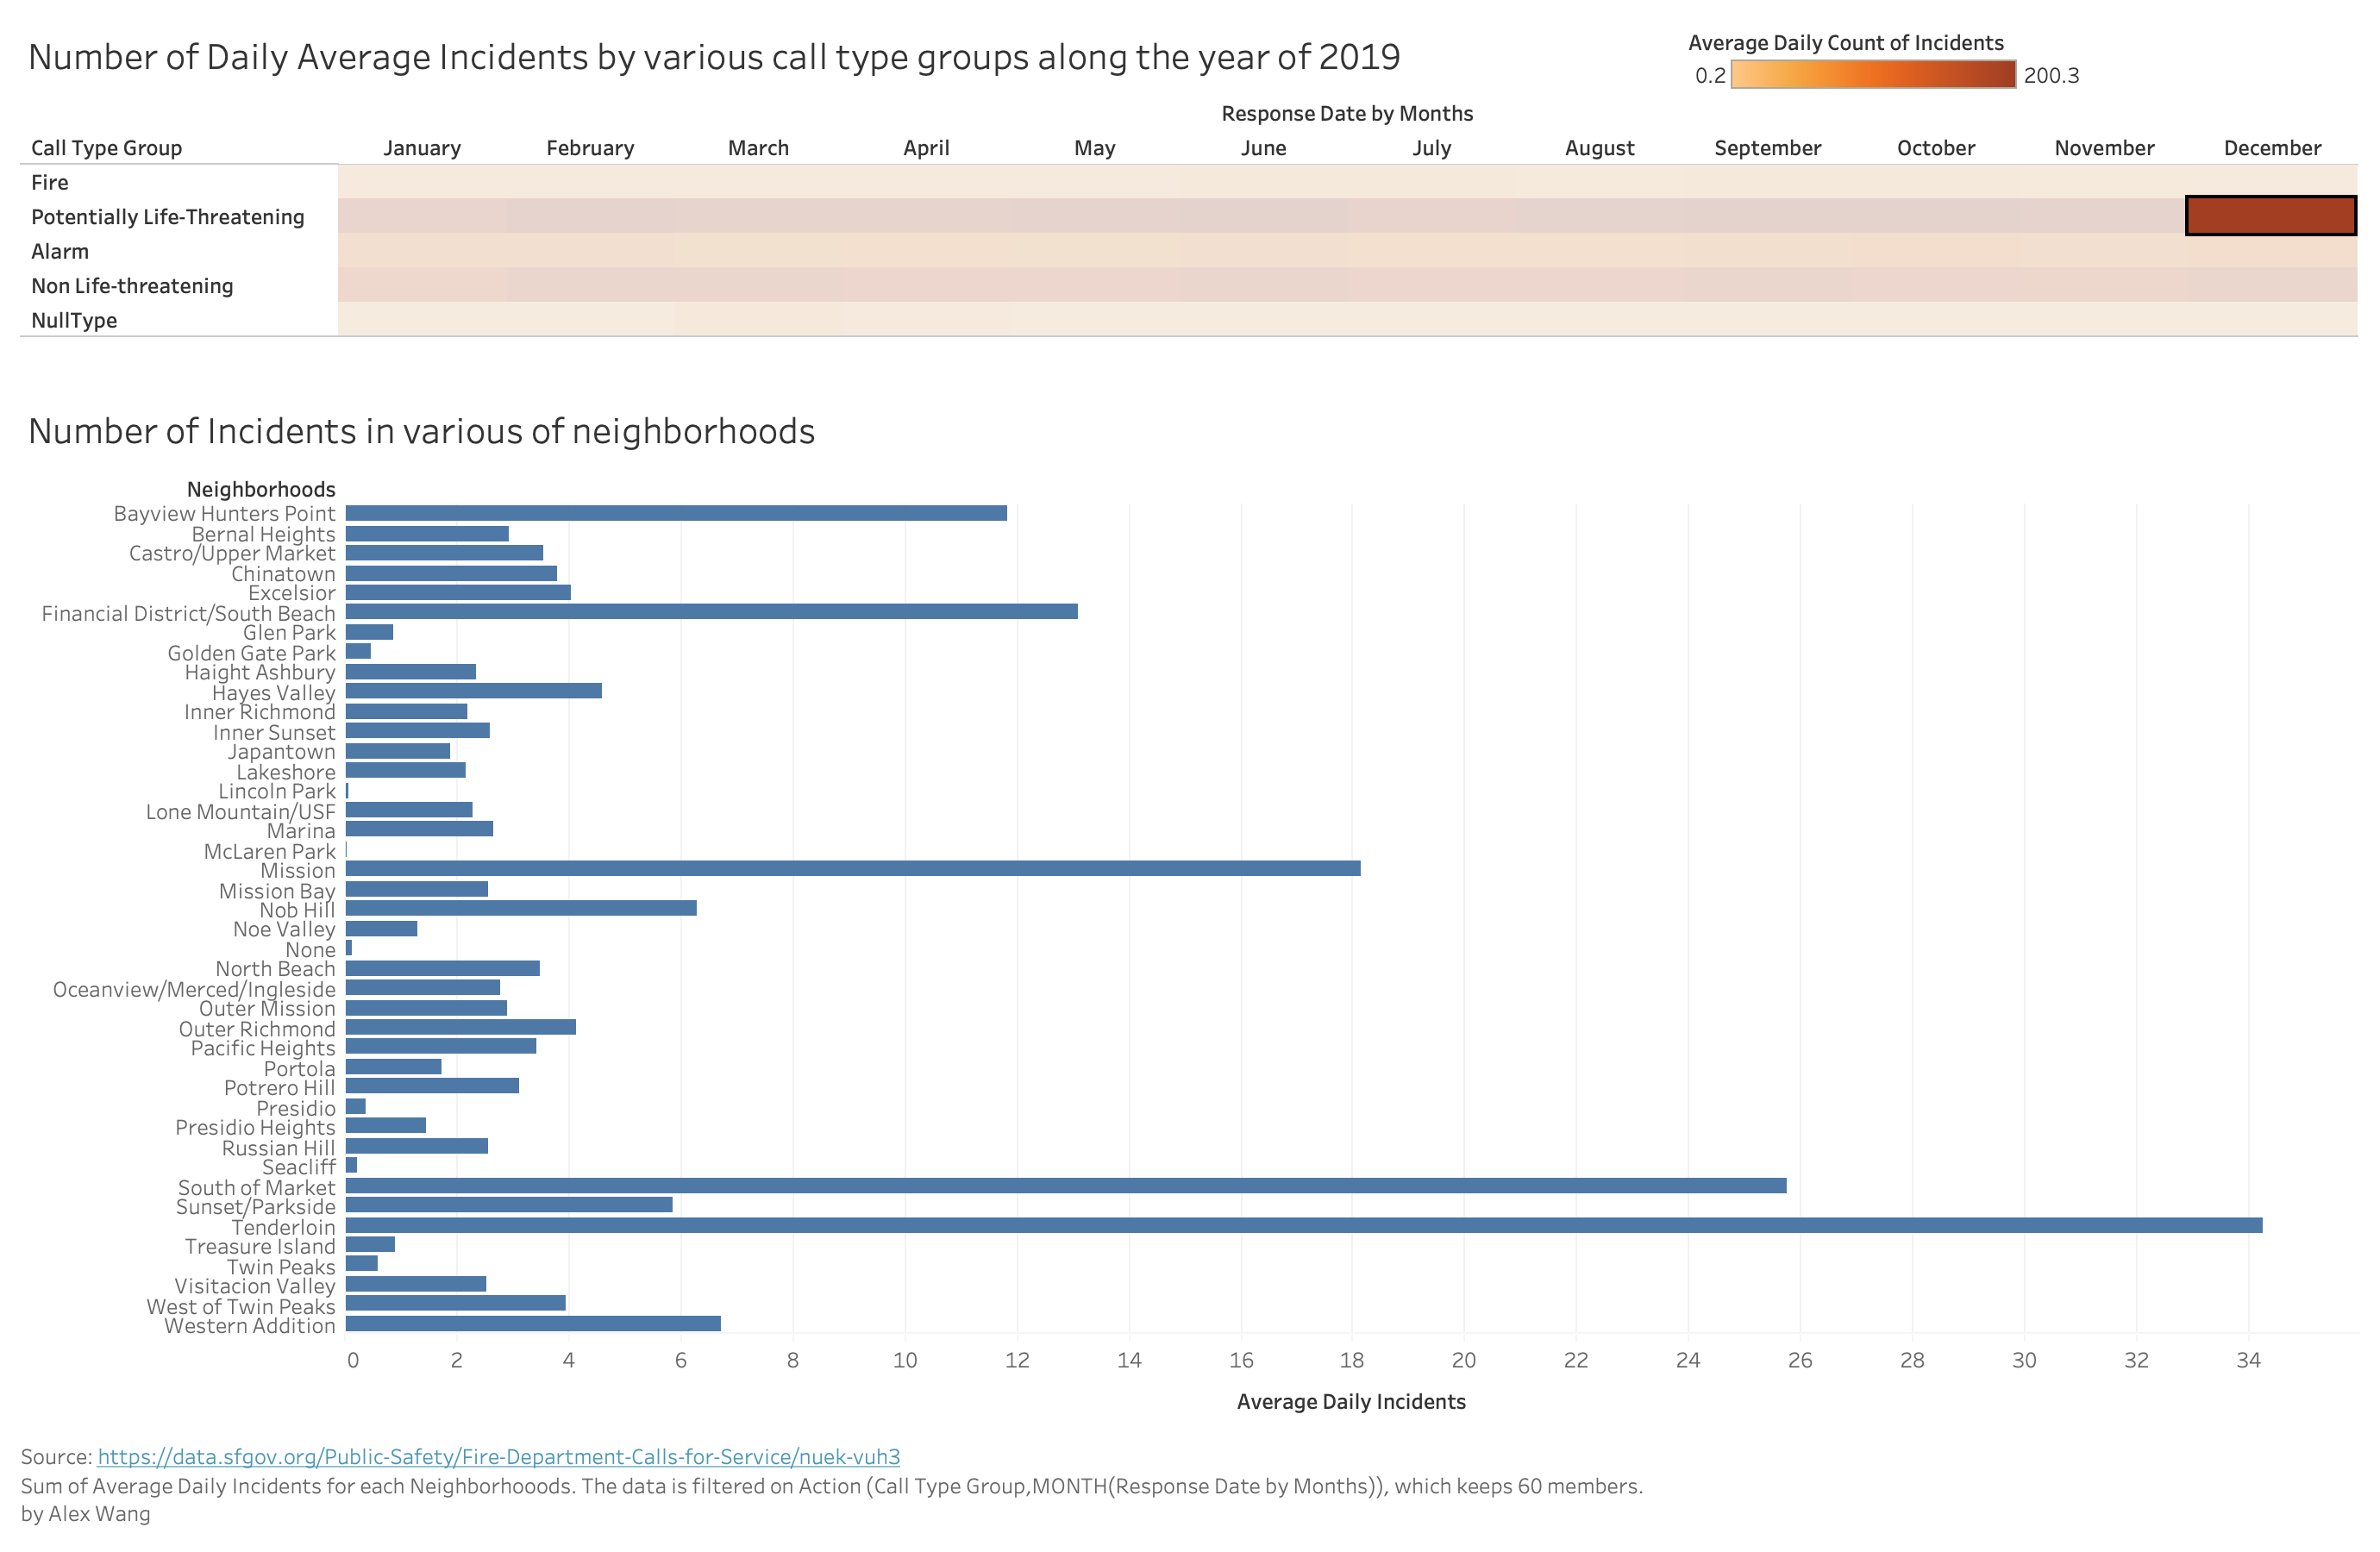 Number of Daily Average Incidents by various call type groups along the year of 2019
Average Daily Count of Incidents
0.2 200.3
Response Date by Months
Call Type Group January February March April May June July August September October November December
Fire
Potentially Life-Threatening
Alarm
Non Life-threatening
NullType
Number of Incidents in various of neighborhoods
Neighborhoods
Bayview Hunters Point
Bernal Heights
Castro/Upper Market
Chinatown
Excelsior
Financial District/South Beach
Glen Park
Golden Gate Park
Haight Ashbury
Hayes Valley
Inner Richmond
Inner Sunset
Japantown
Lakeshore
Lincoln Park
Lone Mountain/USF
Marina
McLaren Park
Mission
Mission Bay
Nob Hill
Noe Valley
None
North Beach
Oceanview/Merced/Ingleside
Outer Mission
Outer Richmond
Pacific Heights
Portola
Potrero Hill
Presidio
Presidio Heights
Russian Hill
Seacliff
South of Market
Sunset/Parkside
Tenderloin
Treasure Island
Twin Peaks
Visitacion Valley
West of Twin Peaks
Western Addition
0 2 4 6 8 10 12 14 16 18 20 22 24 26 28 30 32 34
Average Daily Incidents
Source: https://data.sfgov.org/Public-Safety/Fire-Department-Calls-for-Service/nuek-vuh3
Sum of Average Daily Incidents for each Neighborhooods. The data is filtered on Action (Call Type Group,MONTH(Response Date by Months)), which keeps 60 members.
by Alex Wang